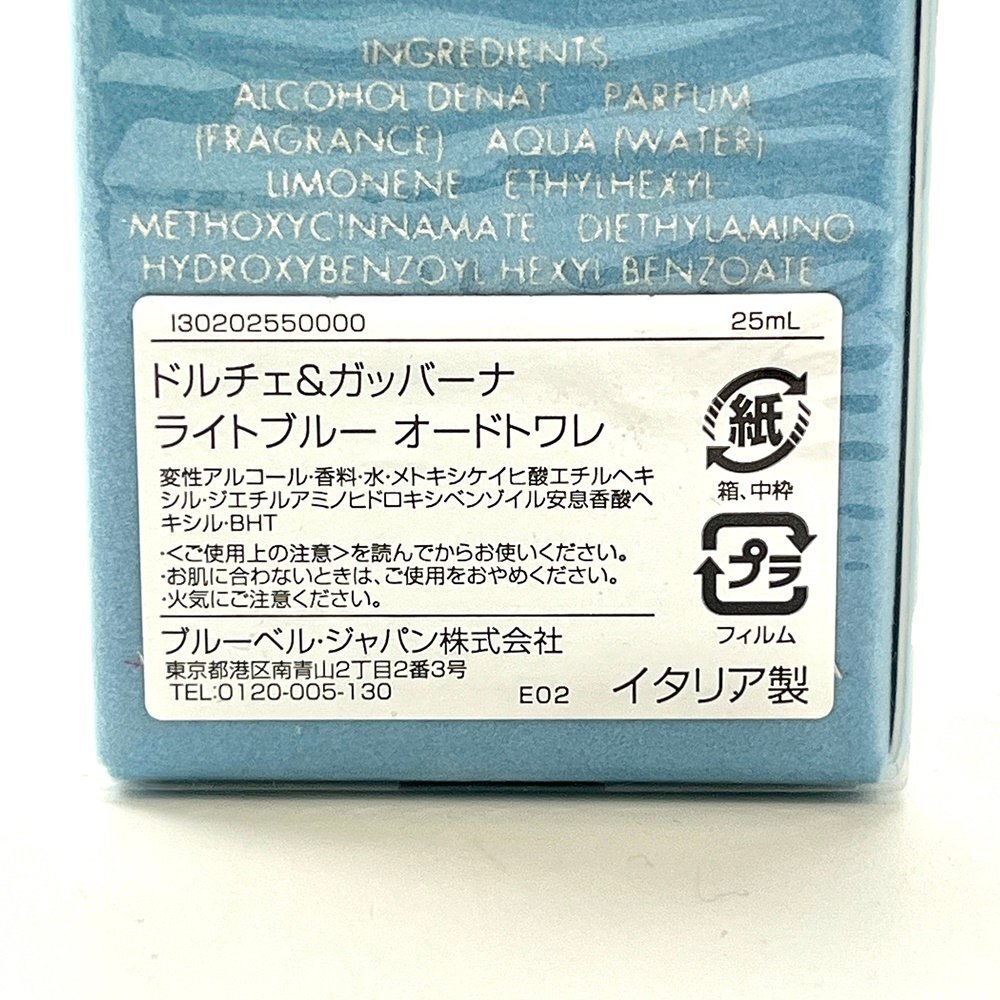 INGREDIENTS:
ALCOHOL DENAT PARFUM
(FRAGRANCE) AQUA (WATER)
LIMONENE ETHYLHEXYL
METHOXYCINNAMATE DIETHYLAMINO
HYDROXYBENZOYL HEXYL BENZOATE
I30202550000 25mL
ドルチェ&ガッバーナ
ライトブルー オードトワレ
変性アルコール・香料・水・メトキシケイヒ酸エチルヘキ
シル・ジエチルアミノヒドロキシベンゾイル安息香酸ヘ
キシル・BHT
・<ご使用上の注意>を読んでからお使いください。
・お肌に合わないときは、ご使用をおやめください。
・火気にご注意ください。
ブルーベル・ジャパン株式会社
東京都港区南青山2丁目2番3号
TEL:0120-005-130
E02 イタリア製
紙
箱、中枠
プラ
フィルム